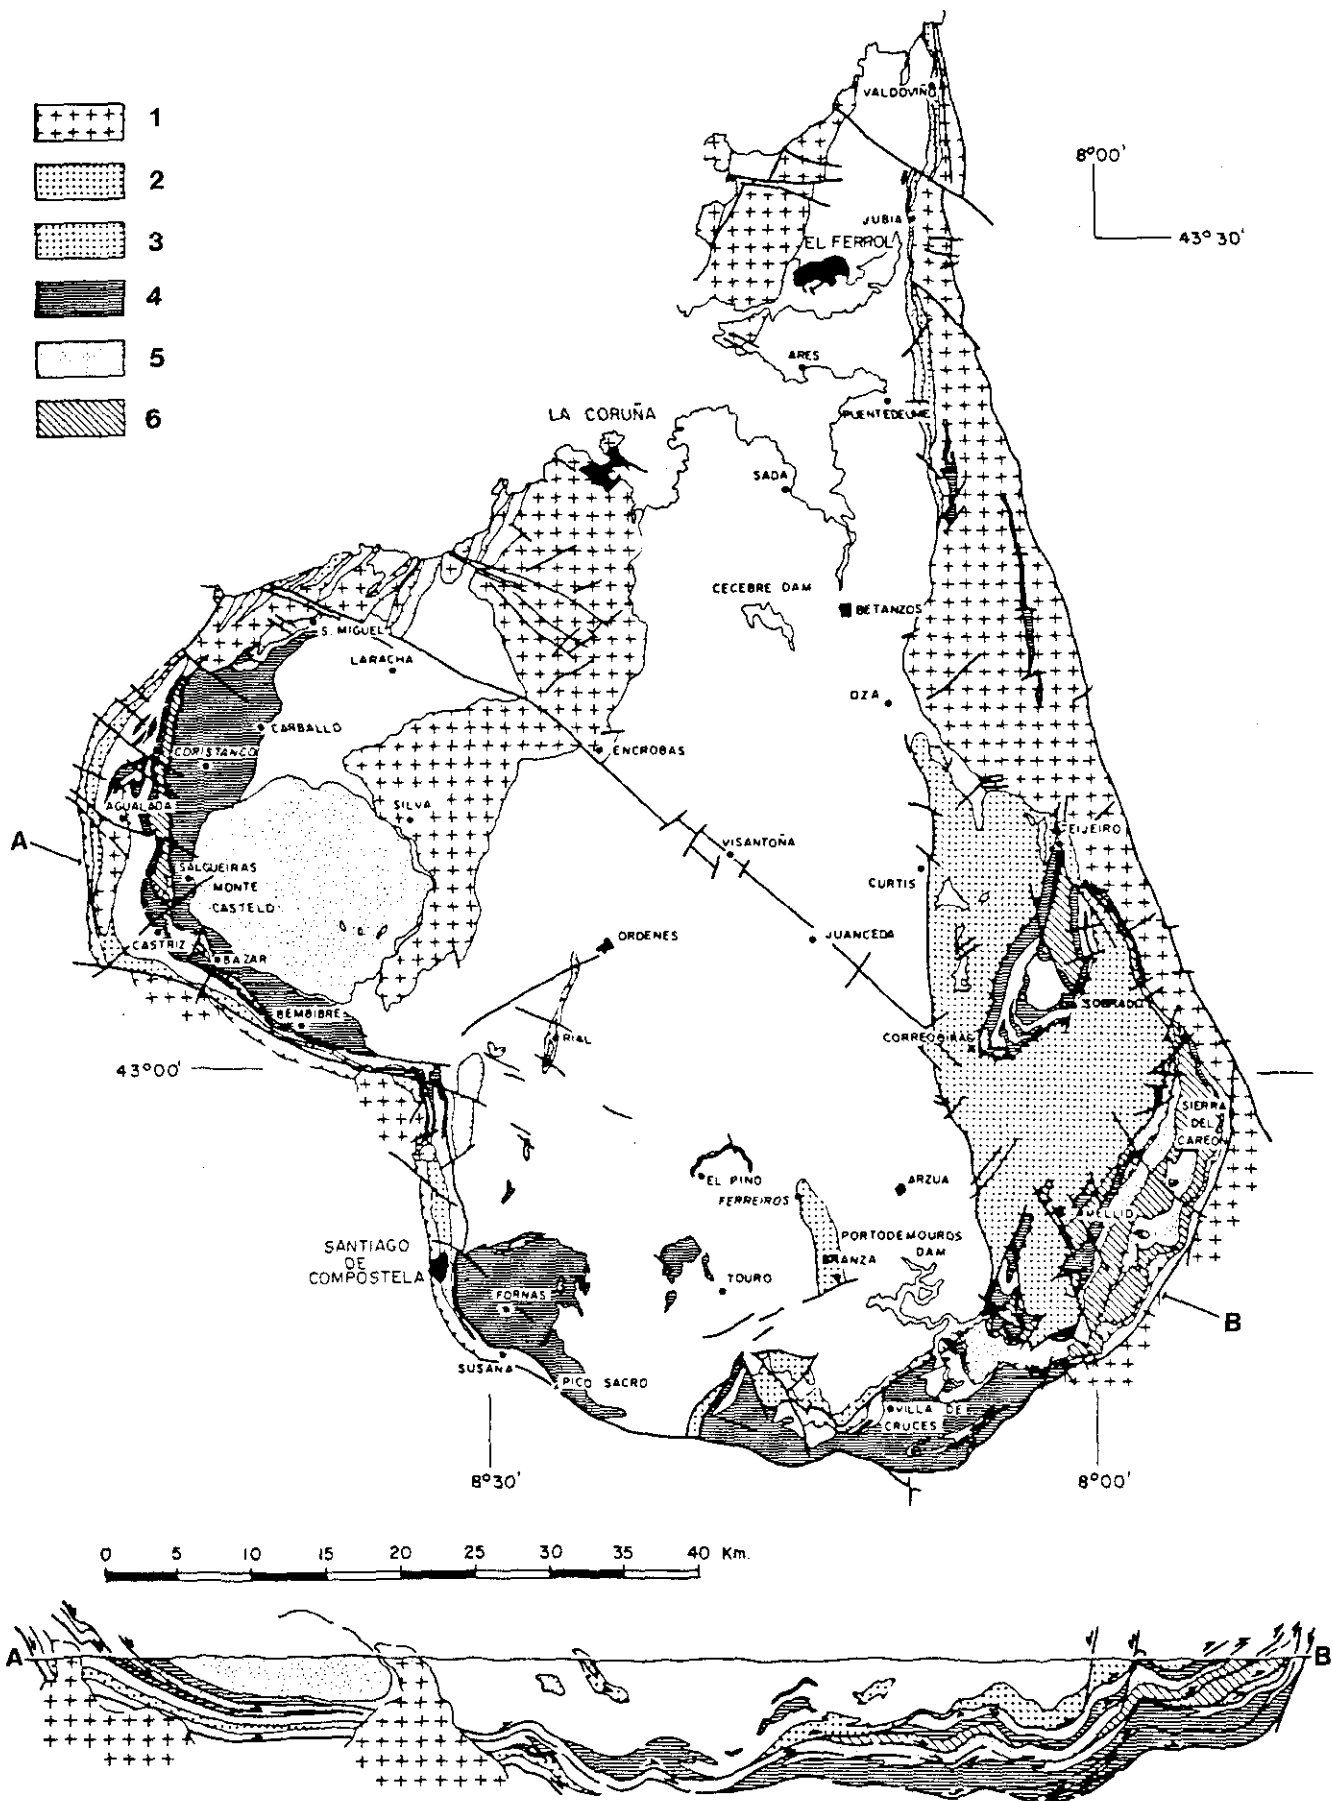 1
2
3
4
5
6
VALDOVIÑO
8°00'
43°30'
JUBIA
EL FERROL
ARES
PUENTEDEUME
LA CORUÑA
SADA
CECEBRE DAM
BETANZOS
S. MIGUEL
LARACHA
OZA
CARBALLO
CORISTANCO
ENCROBAS
AGUALADA
SILVA
A
VISANTOÑA
SALGUEIRAS
MONTE
CASTELO
CURTIS
CASTRIZ
BAZAR
ORDENES
JUANCEDA
SOBRADO
BEMBIBRE
RIAL
CORREDOIRAS
43°00'
SIERRA
DEL
CAREON
EL PINO
FERREIROS
ARZUA
MELLID
SANTIAGO
DE
COMPOSTELA
PORTODEMOUROS
DAM
FORNAS
TOURO
B
SUSANA
PICO SACRO
VILLA DE
CRUCES
8°30'
8°00'
0 5 10 15 20 25 30 35 40 Km.
A
B